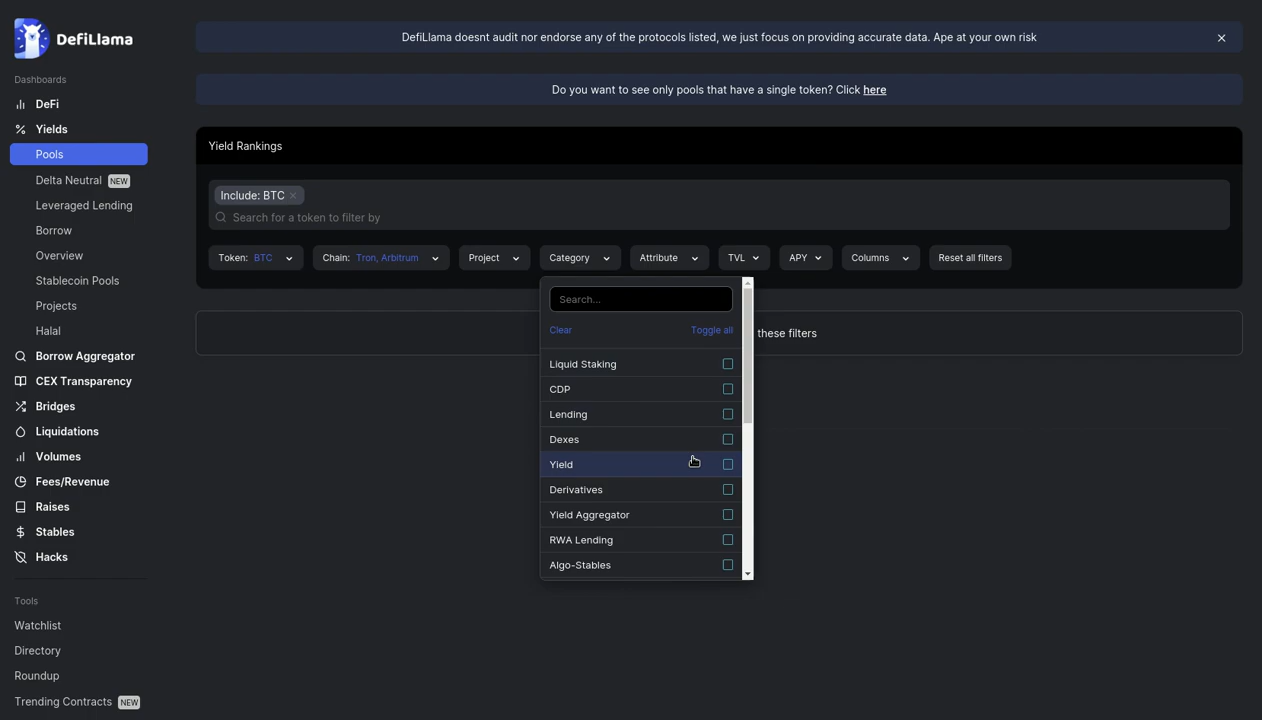 DefiLlama
Dashboards
DeFi
Yields
Pools
Delta Neutral NEW
Leveraged Lending
Borrow
Overview
Stablecoin Pools
Projects
Halal
Borrow Aggregator
CEX Transparency
Bridges
Liquidations
Volumes
Fees/Revenue
Raises
Stables
Hacks
Tools
Watchlist
Directory
Roundup
Trending Contracts NEW
DefiLlama doesnt audit nor endorse any of the protocols listed, we just focus on providing accurate data. Ape at your own risk
Do you want to see only pools that have a single token? Click here
Yield Rankings
Include: BTC
Search for a token to filter by
Token: BTC Chain: Tron, Arbitrum Project Category Attribute TVL APY Columns Reset all filters
these filters
Search...
Clear Toggle all
Liquid Staking
CDP
Lending
Dexes
Yield
Derivatives
Yield Aggregator
RWA Lending
Algo-Stables